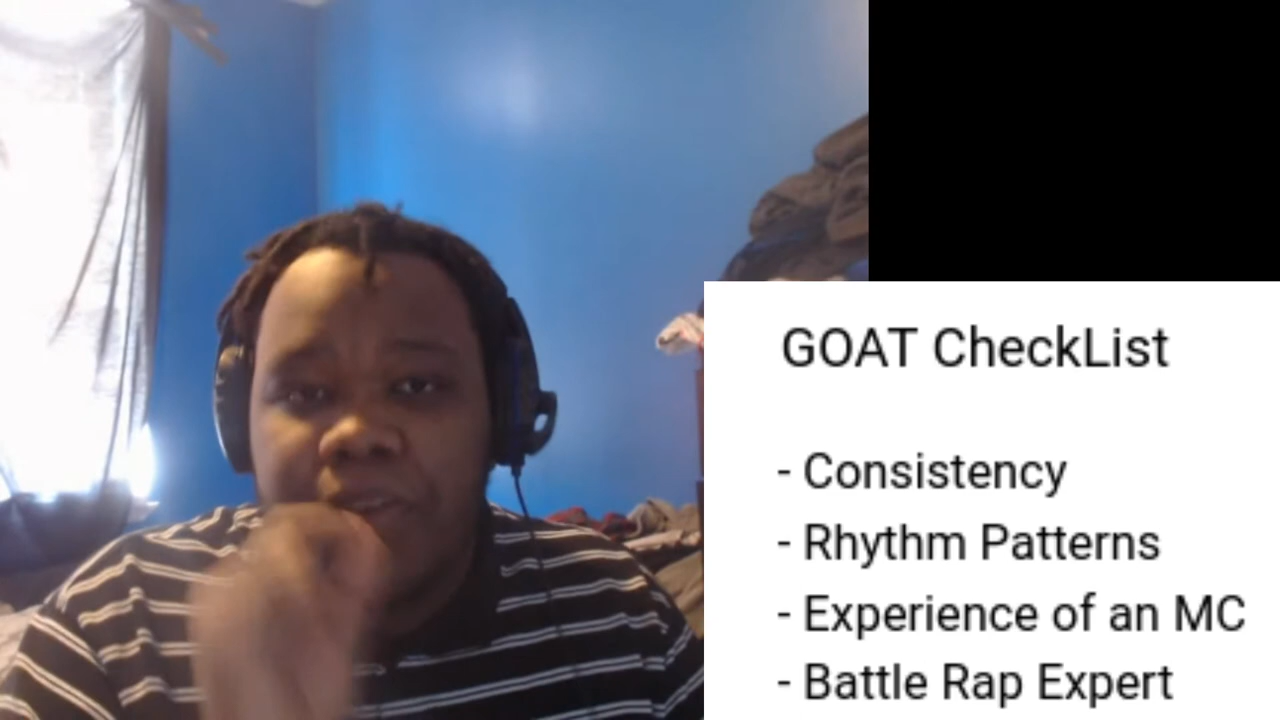 GOAT CheckList
- Consistency
- Rhythm Patterns
- Experience of an MC
- Battle Rap Expert